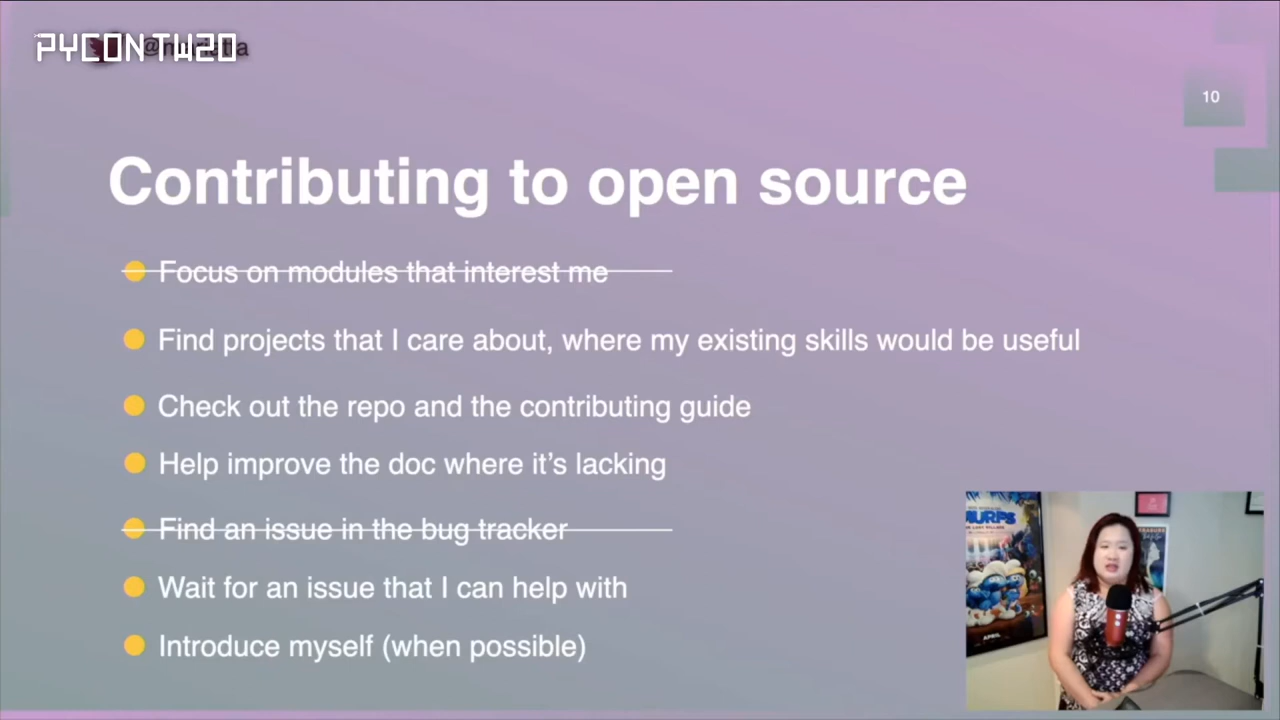 PYCON TW20
10
Contributing to open source
Focus on modules that interest me
Find projects that I care about, where my existing skills would be useful
Check out the repo and the contributing guide
Help improve the doc where it's lacking
Find an issue in the bug tracker
Wait for an issue that I can help with
Introduce myself (when possible)
APRIL